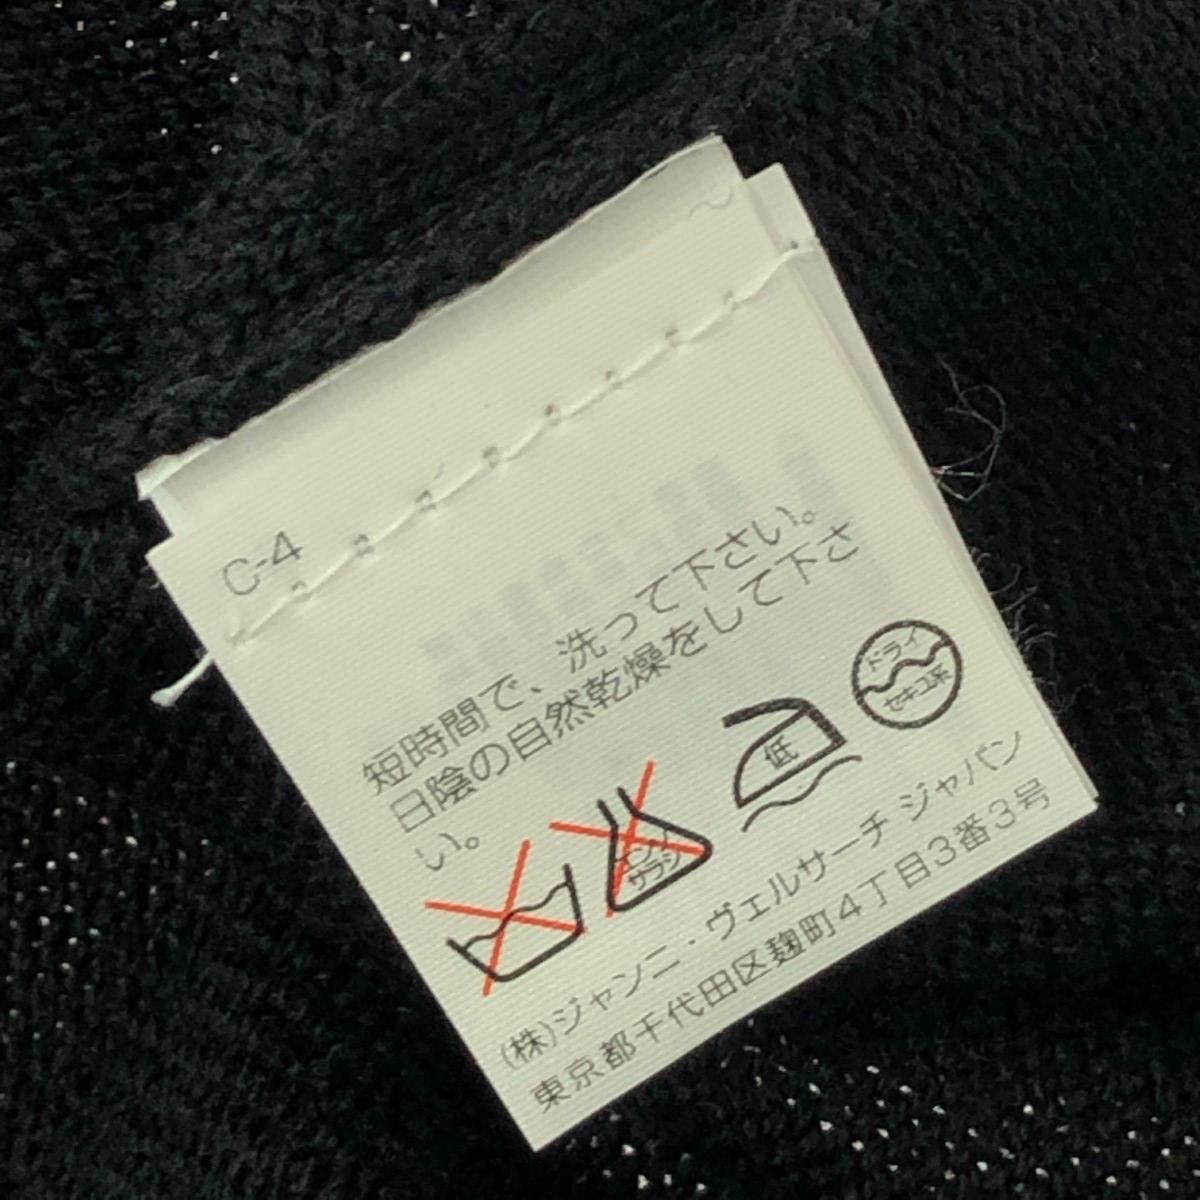 C-4
短時間で、洗って下さい。
日陰の自然乾燥をして下さ
い。
エンソ
サラシ
低
ドライ
セキユ系
(株)ジャンニ・ヴェルサーチ ジャパン
東京都千代田区麹町4丁目3番3号